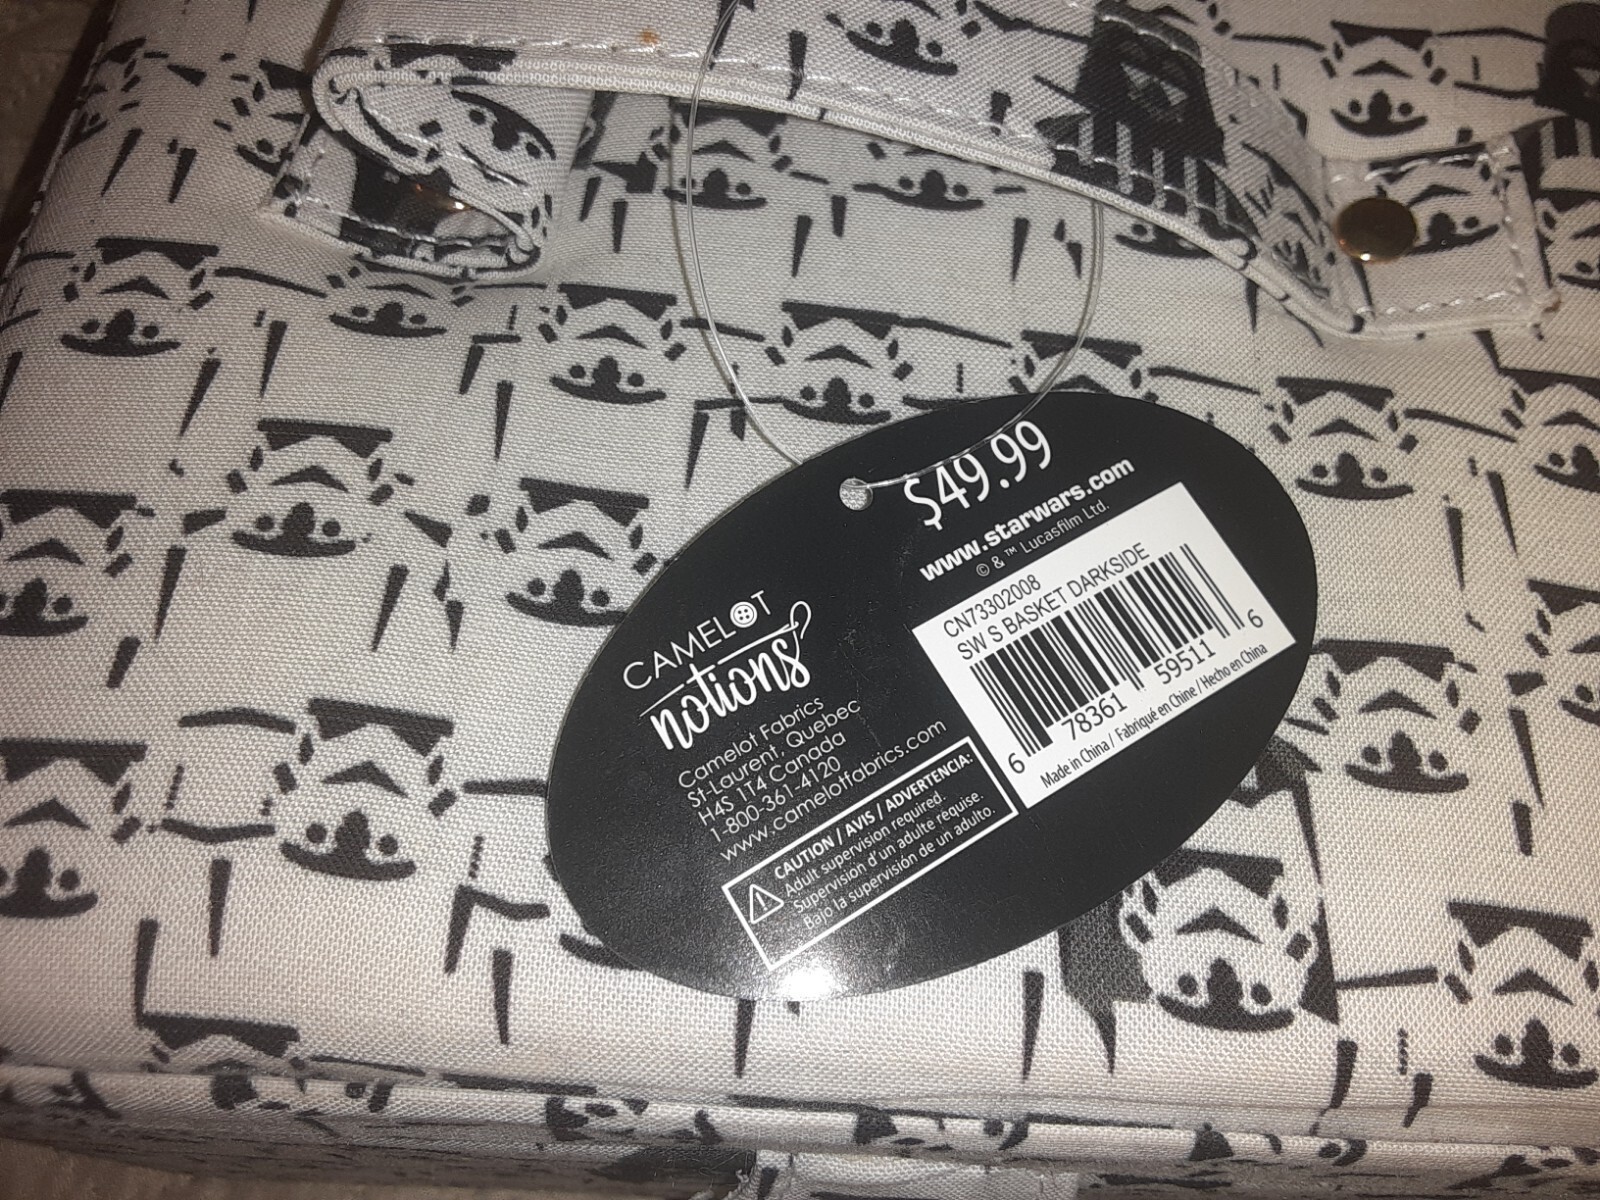 $49.99
www.starwars.com
© & ™ Lucasfilm Ltd.
CN73302008
SW S BASKET DARKSIDE
6 78361 59511 6
Made in China / Fabriqué en Chine / Hecho en China
CAMELOT
notions
Camelot Fabrics
St-Laurent, Quebec
H4S 1T4 Canada
1-800-361-4120
www.camelotfabrics.com
CAUTION / AVIS / ADVERTENCIA:
Adult supervision required.
Supervision d'un adulte requise.
Bajo la supervisión de un adulto.